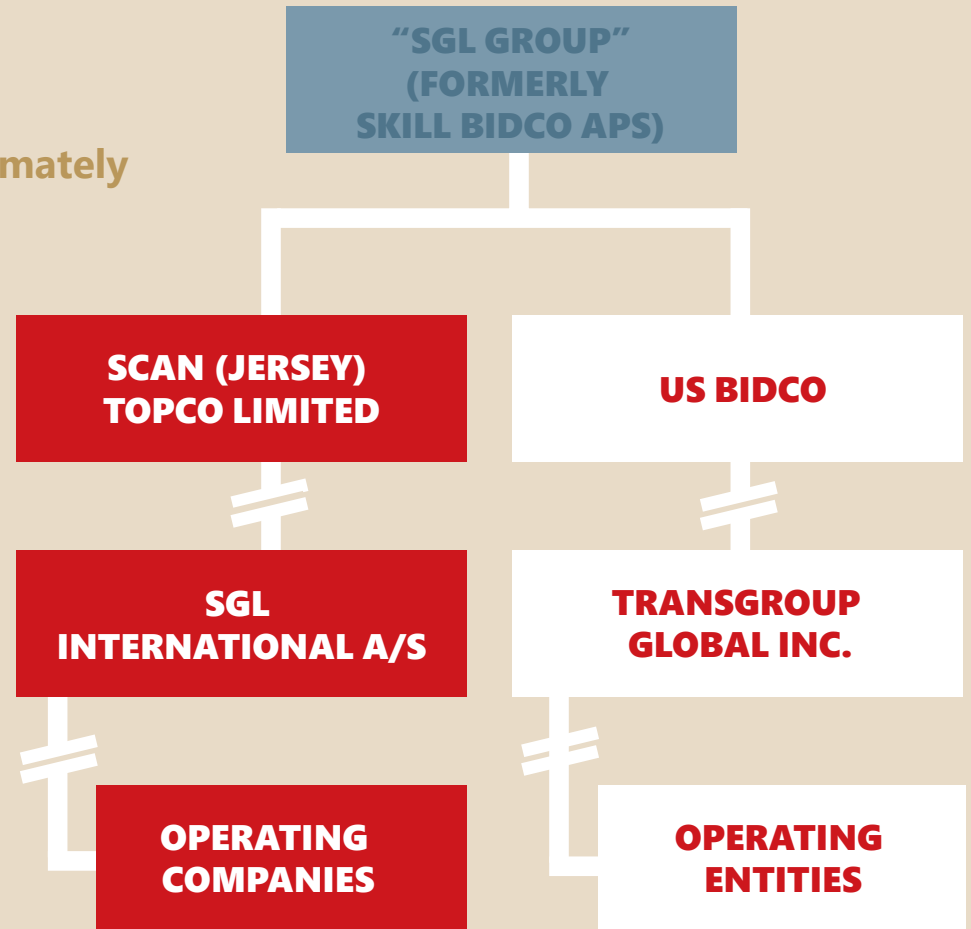 “SGL GROUP”
(FORMERLY
SKILL BIDCO APS)
mately
SCAN (JERSEY)
TOPCO LIMITED
US BIDCO
SGL
INTERNATIONAL A/S
TRANSGROUP
GLOBAL INC.
OPERATING
COMPANIES
OPERATING
ENTITIES